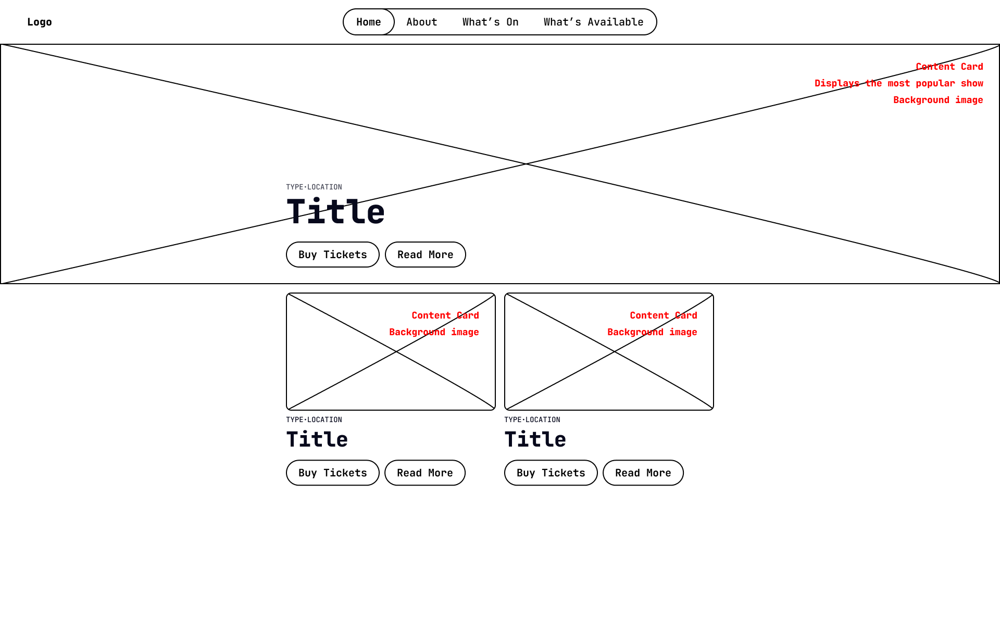 Logo
Home About What’s On What’s Available
Content Card
Displays the most popular show
Background image
TYPE·LOCATION
Title
Buy Tickets Read More
Content Card
Background image
TYPE·LOCATION
Title
Buy Tickets Read More
Content Card
Background image
TYPE·LOCATION
Title
Buy Tickets Read More